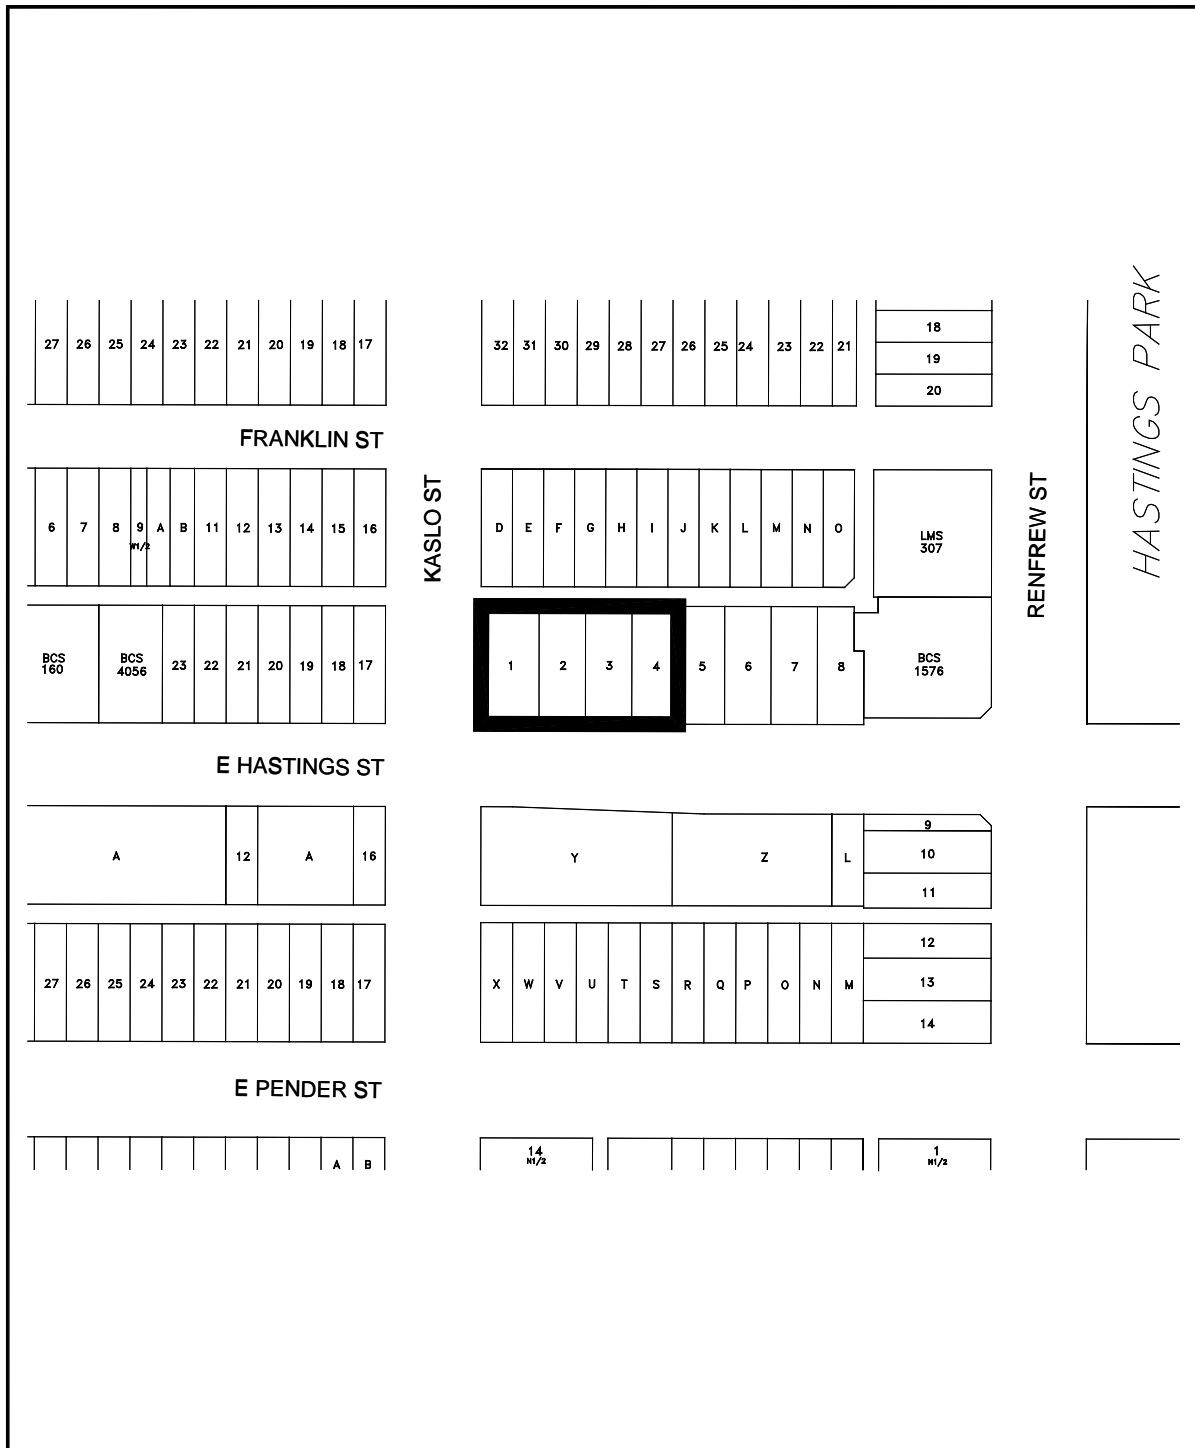 27 26 25 24 23 22 21 20 19 18 17
32 31 30 29 28 27 26 25 24 23 22 21
18
19
20
HASTINGS PARK
FRANKLIN ST
KASLO ST
RENFREW ST
6 7 8 9 A B 11 12 13 14 15 16
W1/2
D E F G H I J K L M N O
LMS
307
BCS
160
BCS
4056
23 22 21 20 19 18 17
1 2 3 4 5 6 7 8
BCS
1576
E HASTINGS ST
A 12 A 16
Y Z L
9
10
11
27 26 25 24 23 22 21 20 19 18 17
X W V U T S R Q P O N M
12
13
14
E PENDER ST
A B
14
N1/2
1
N1/2